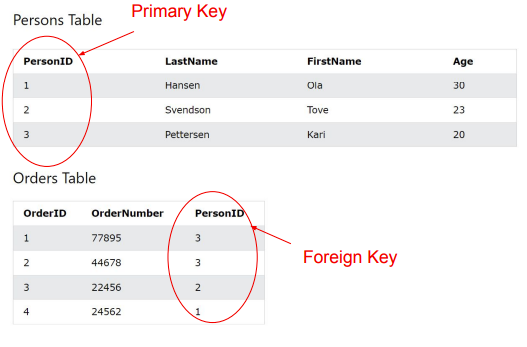 Primary Key
Persons Table
PersonID LastName FirstName Age
1 Hansen Ola 30
2 Svendson Tove 23
3 Pettersen Kari 20
Orders Table
OrderID OrderNumber PersonID
1 77895 3
2 44678 3
3 22456 2
4 24562 1
Foreign Key